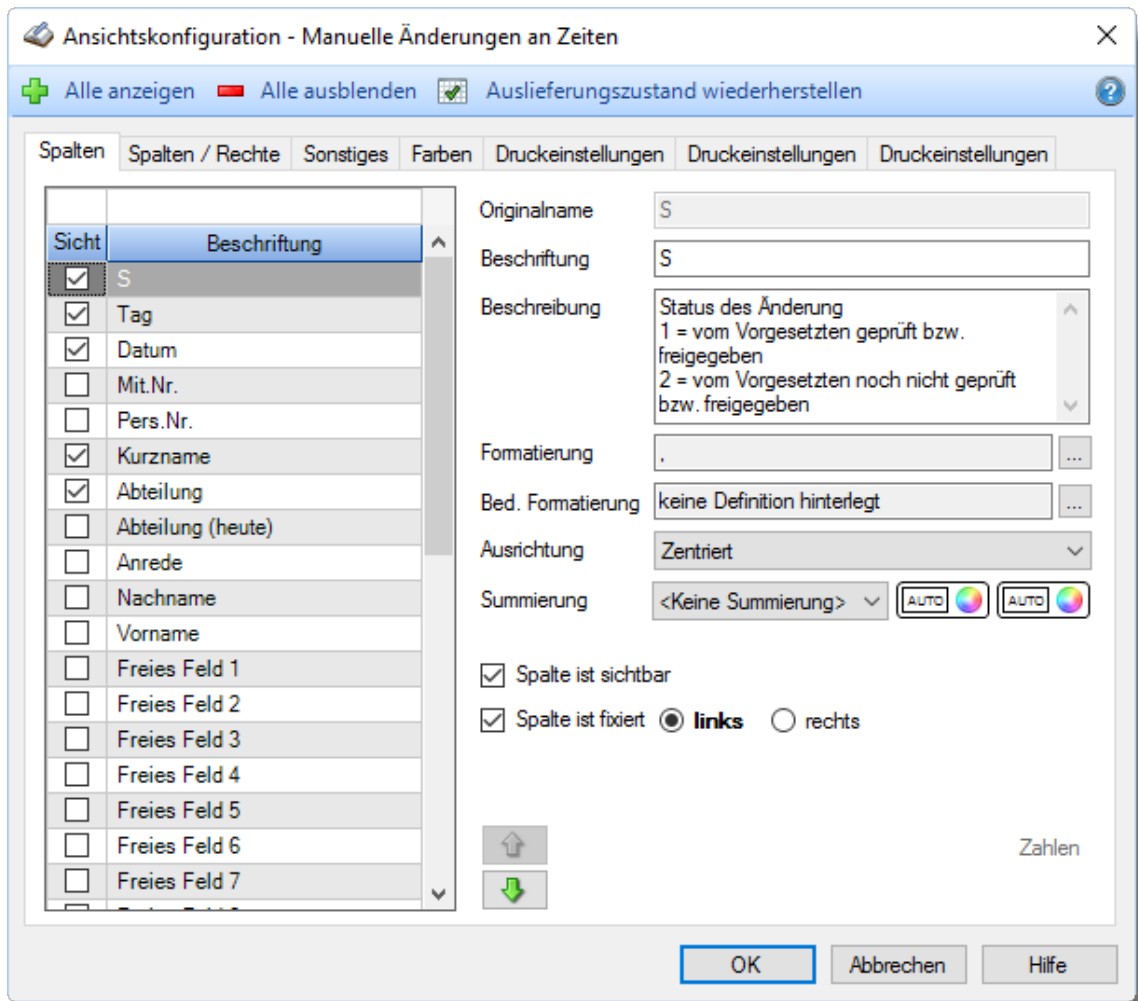 Ansichtskonfiguration - Manuelle Änderungen an Zeiten
Alle anzeigen Alle ausblenden Auslieferungszustand wiederherstellen ?
Spalten Spalten / Rechte Sonstiges Farben Druckeinstellungen Druckeinstellungen Druckeinstellungen
Sicht Beschriftung
S
Tag
Datum
Mit.Nr.
Pers.Nr.
Kurzname
Abteilung
Abteilung (heute)
Anrede
Nachname
Vorname
Freies Feld 1
Freies Feld 2
Freies Feld 3
Freies Feld 4
Freies Feld 5
Freies Feld 6
Freies Feld 7
Originalname S
Beschriftung S
Beschreibung Status des Änderung
1 = vom Vorgesetzten geprüft bzw.
freigegeben
2 = vom Vorgesetzten noch nicht geprüft
bzw. freigegeben
Formatierung , ...
Bed. Formatierung keine Definition hinterlegt ...
Ausrichtung Zentriert
Summierung <Keine Summierung> AUTO AUTO
Spalte ist sichtbar
Spalte ist fixiert links rechts
Zahlen
OK Abbrechen Hilfe